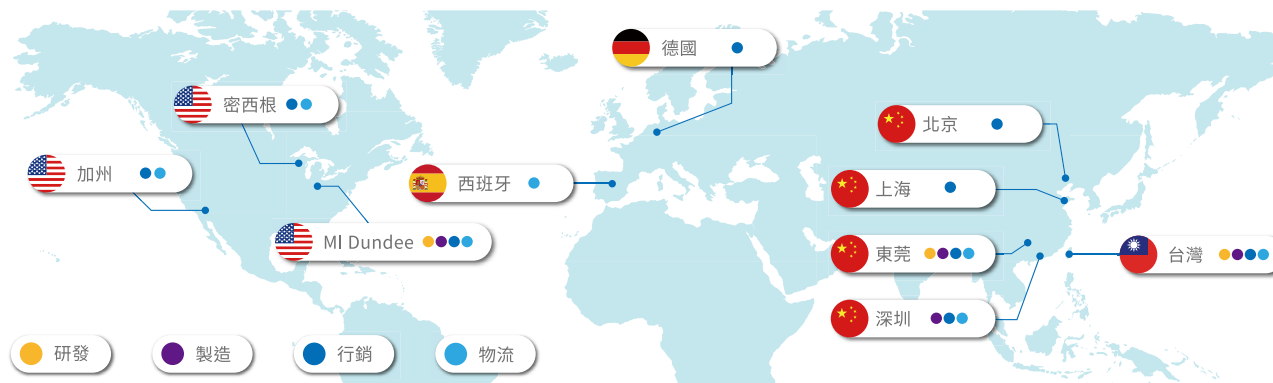 德國
密西根
北京
加州
西班牙
上海
MI Dundee
東莞
台灣
深圳
研發
製造
行銷
物流